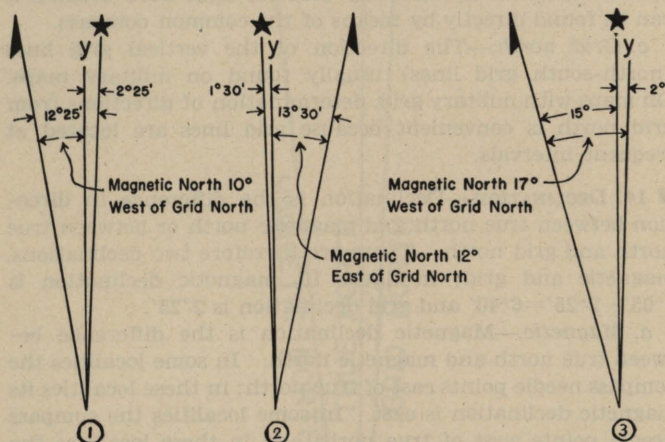 y
y
2°25'
12°25'
1°30'
13°30'
2°
15°
Magnetic North 10°
West of Grid North
Magnetic North 17°
West of Grid North
Magnetic North 12°
East of Grid North
1
2
3